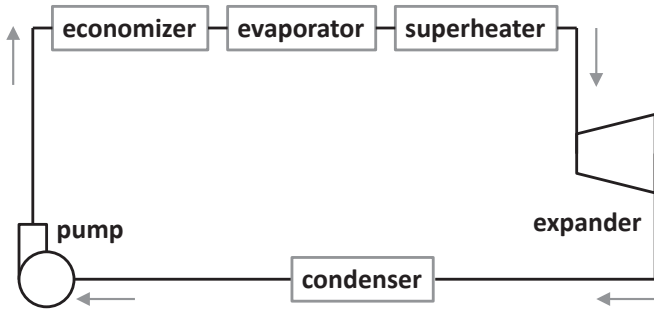 economizer
evaporator
superheater
pump
expander
condenser